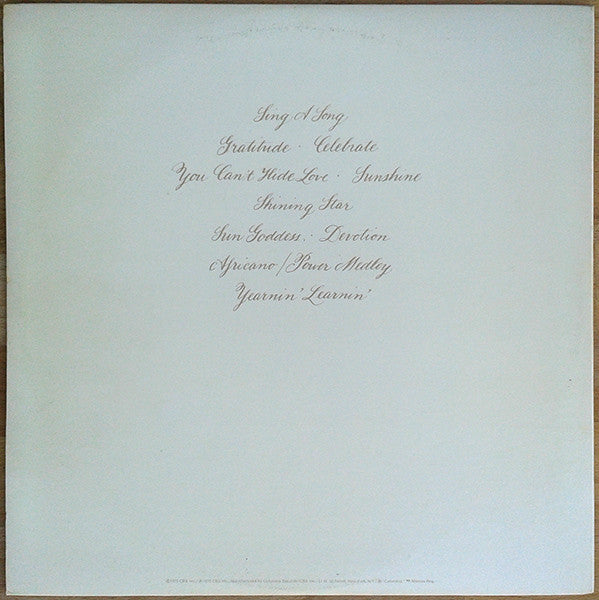 Sing A Song
Gratitude · Celebrate
You Can't Hide Love · Sunshine
Shining Star
Sun Goddess · Devotion
Africano / Power Medley
Yearnin' Learnin'